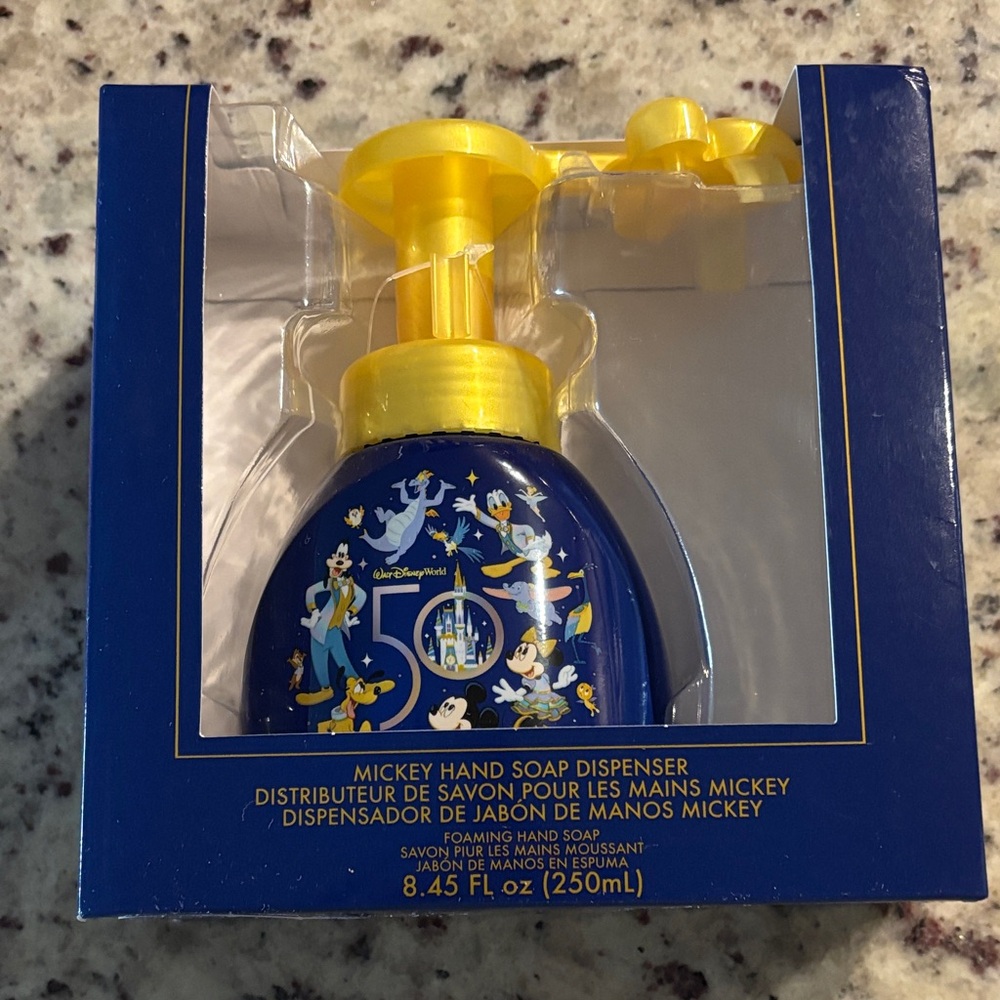 Walt Disney World
50
MICKEY HAND SOAP DISPENSER
DISTRIBUTEUR DE SAVON POUR LES MAINS MICKEY
DISPENSADOR DE JABÓN DE MANOS MICKEY
FOAMING HAND SOAP
SAVON PIUR LES MAINS MOUSSANT
JABÓN DE MANOS EN ESPUMA
8.45 FL oz (250mL)